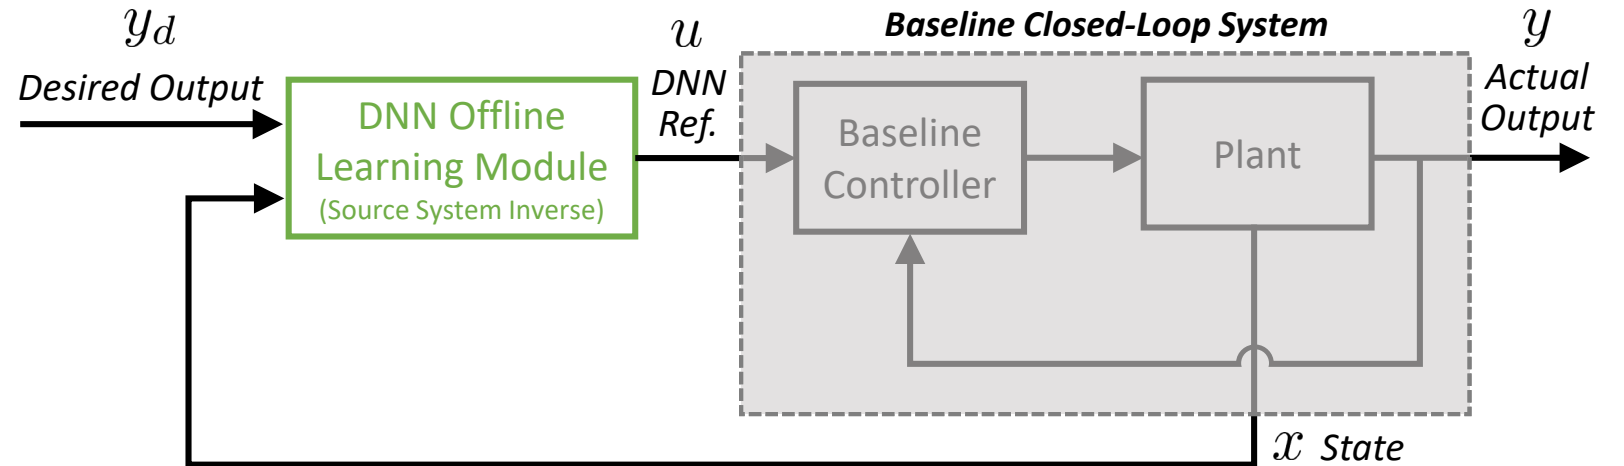 y_d
Desired Output
DNN Offline
Learning Module
(Source System Inverse)
u
DNN
Ref.
Baseline Closed-Loop System
Baseline
Controller
Plant
y
Actual
Output
x State